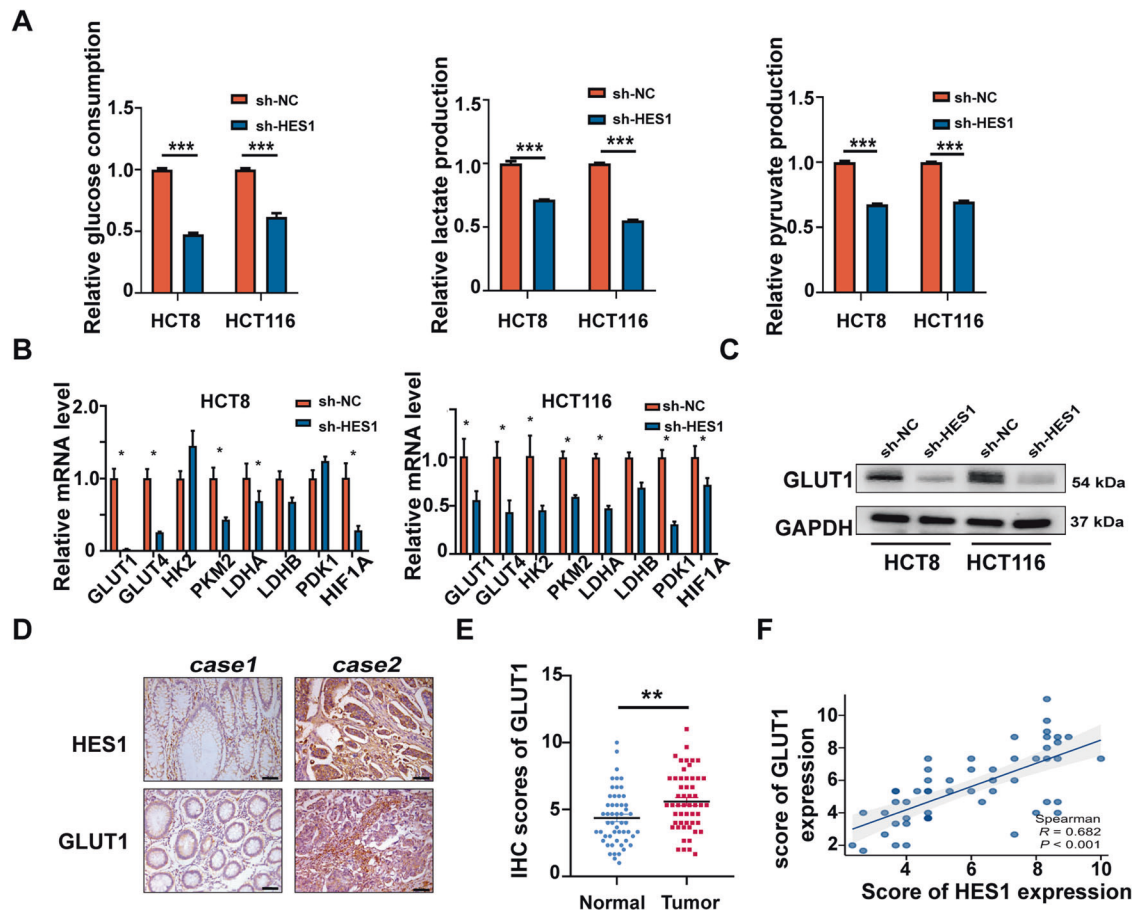 A
Relative glucose consumption
1.5
1.0
0.5
0
sh-NC
sh-HES1
***
***
HCT8
HCT116
Relative lactate production
1.5
1.0
0.5
0
sh-NC
sh-HES1
***
***
HCT8
HCT116
Relative pyruvate production
1.5
1.0
0.5
0
sh-NC
sh-HES1
***
***
HCT8
HCT116
B
Relative mRNA level
2.0
1.0
0
HCT8
sh-NC
sh-HES1
* * * * *
GLUT1
GLUT4
HK2
PKM2
LDHA
LDHB
PDK1
HIF1A
Relative mRNA level
1.5
1.0
0.5
0
HCT116
sh-NC
sh-HES1
* * * * * * *
GLUT1
GLUT4
HK2
PKM2
LDHA
LDHB
PDK1
HIF1A
C
sh-NC
sh-HES1
sh-NC
sh-HES1
GLUT1
54 kDa
GAPDH
37 kDa
HCT8
HCT116
D
case1
case2
HES1
GLUT1
E
IHC scores of GLUT1
15
10
5
0
**
Normal
Tumor
F
score of GLUT1
expression
10
8
6
4
2
Spearman
R = 0.682
P < 0.001
4
6
8
10
Score of HES1 expression